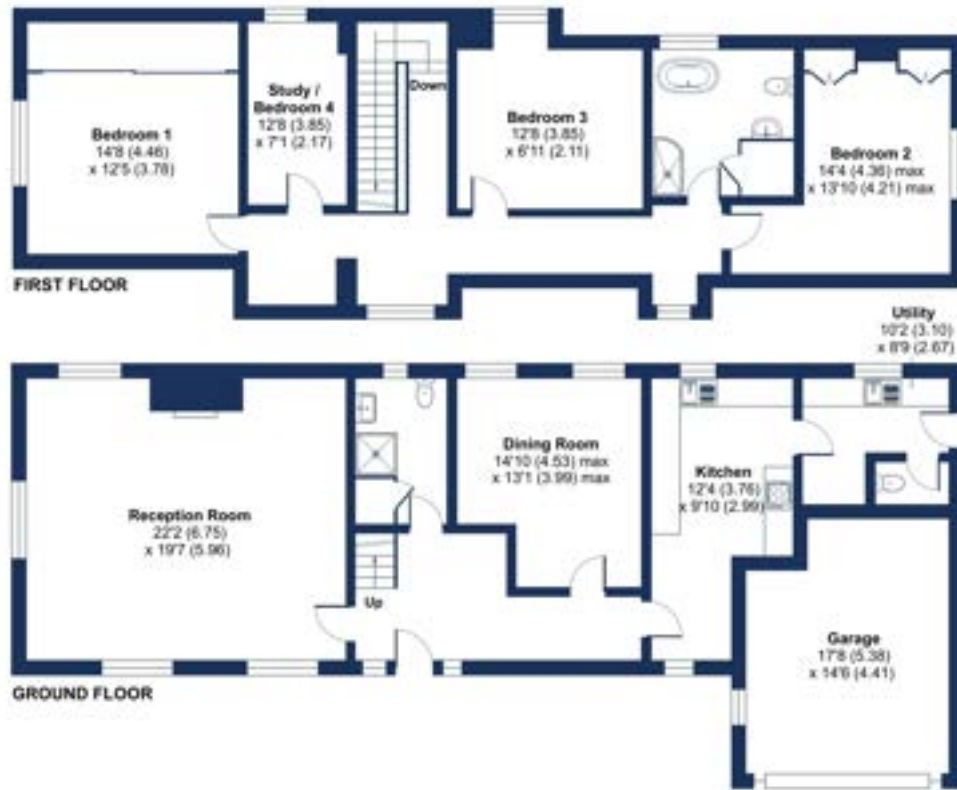 Bedroom 1
14'8 (4.46)
x 12'5 (3.78)
Study /
Bedroom 4
12'8 (3.85)
x 7'1 (2.17)
Down
Bedroom 3
12'8 (3.85)
x 6'11 (2.11)
Bedroom 2
14'4 (4.36) max
x 13'10 (4.21) max
FIRST FLOOR
Utility
10'2 (3.10)
x 8'9 (2.67)
Reception Room
22'2 (6.75)
x 19'7 (5.96)
Up
Dining Room
14'10 (4.53) max
x 13'1 (3.99) max
Kitchen
12'4 (3.76)
x 9'10 (2.99)
Garage
17'8 (5.38)
x 14'6 (4.41)
GROUND FLOOR